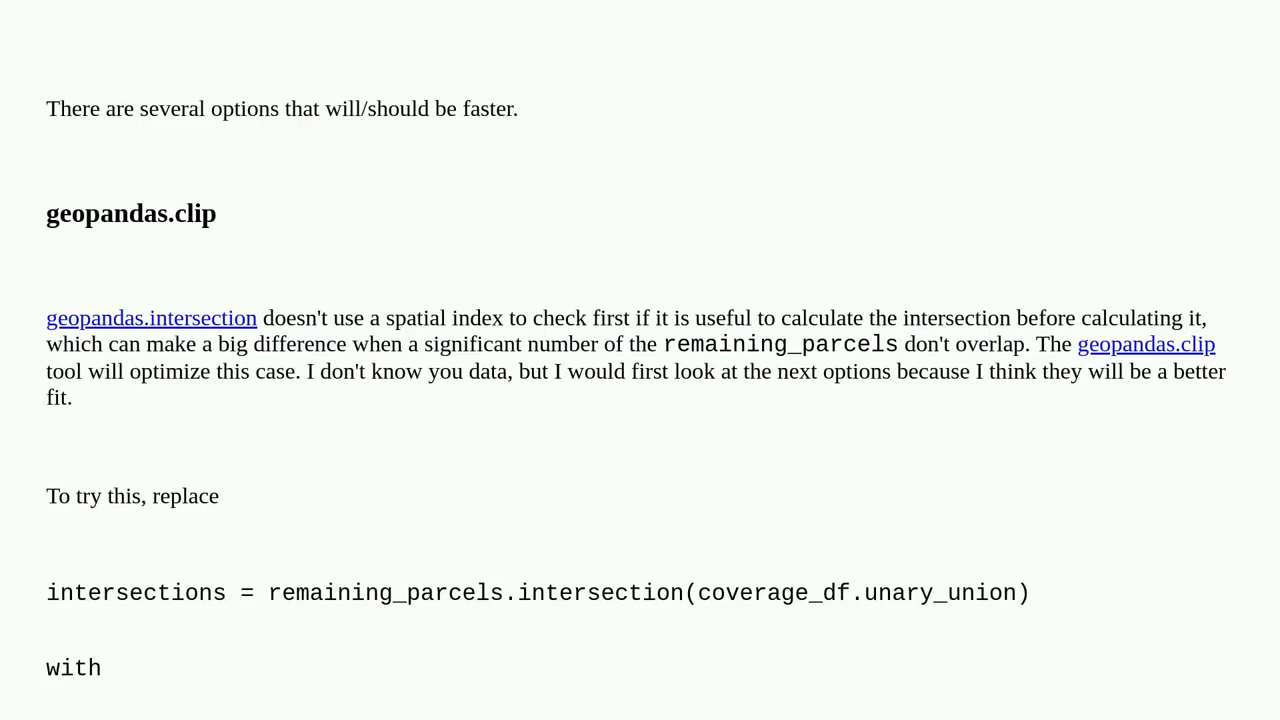 There are several options that will/should be faster.
geopandas.clip
geopandas.intersection doesn't use a spatial index to check first if it is useful to calculate the intersection before calculating it,
which can make a big difference when a significant number of the remaining_parcels don't overlap. The geopandas.clip
tool will optimize this case. I don't know you data, but I would first look at the next options because I think they will be a better
fit.
To try this, replace
intersections = remaining_parcels.intersection(coverage_df.unary_union)
with